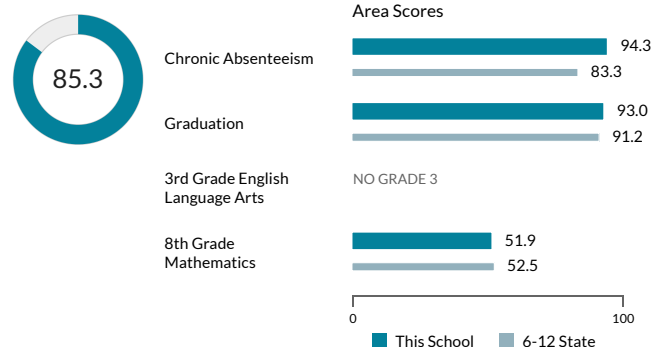 Area Scores
85.3
Chronic Absenteeism
94.3
83.3
Graduation
93.0
91.2
3rd Grade English
Language Arts
NO GRADE 3
8th Grade
Mathematics
51.9
52.5
0
100
This School
6-12 State